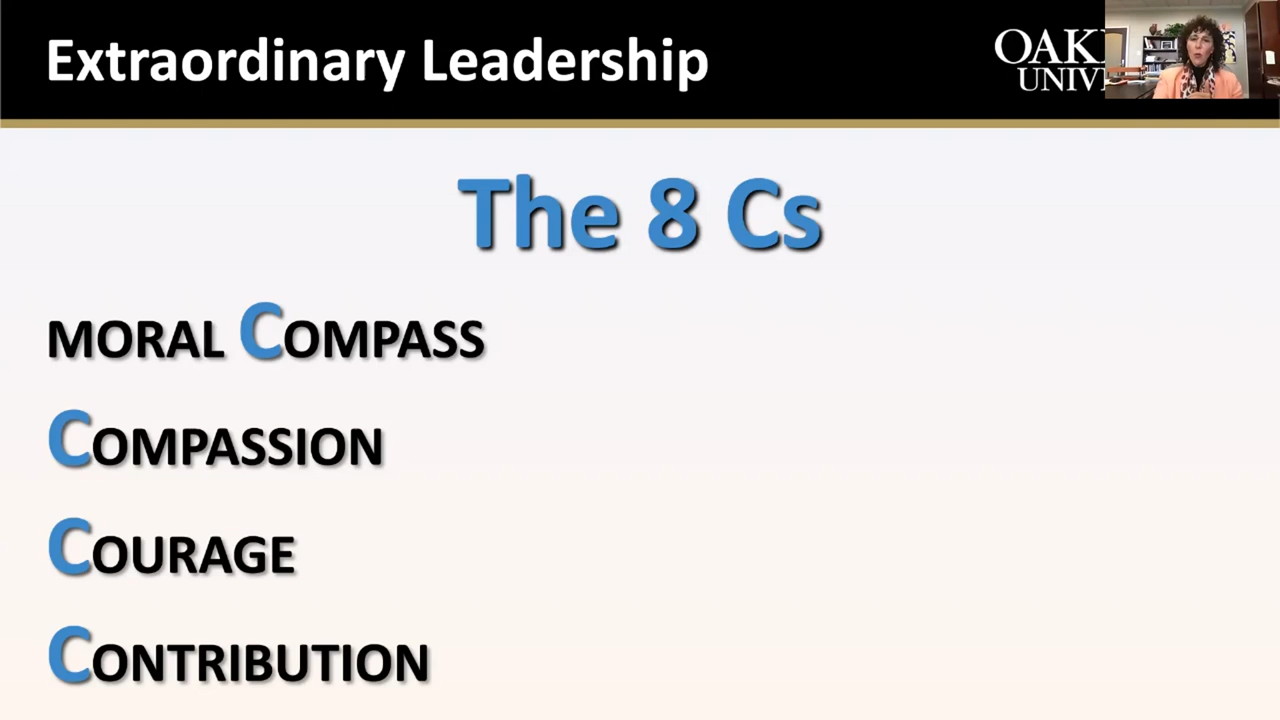 Extraordinary Leadership
The 8 Cs
MORAL COMPASS
COMPASSION
COURAGE
CONTRIBUTION